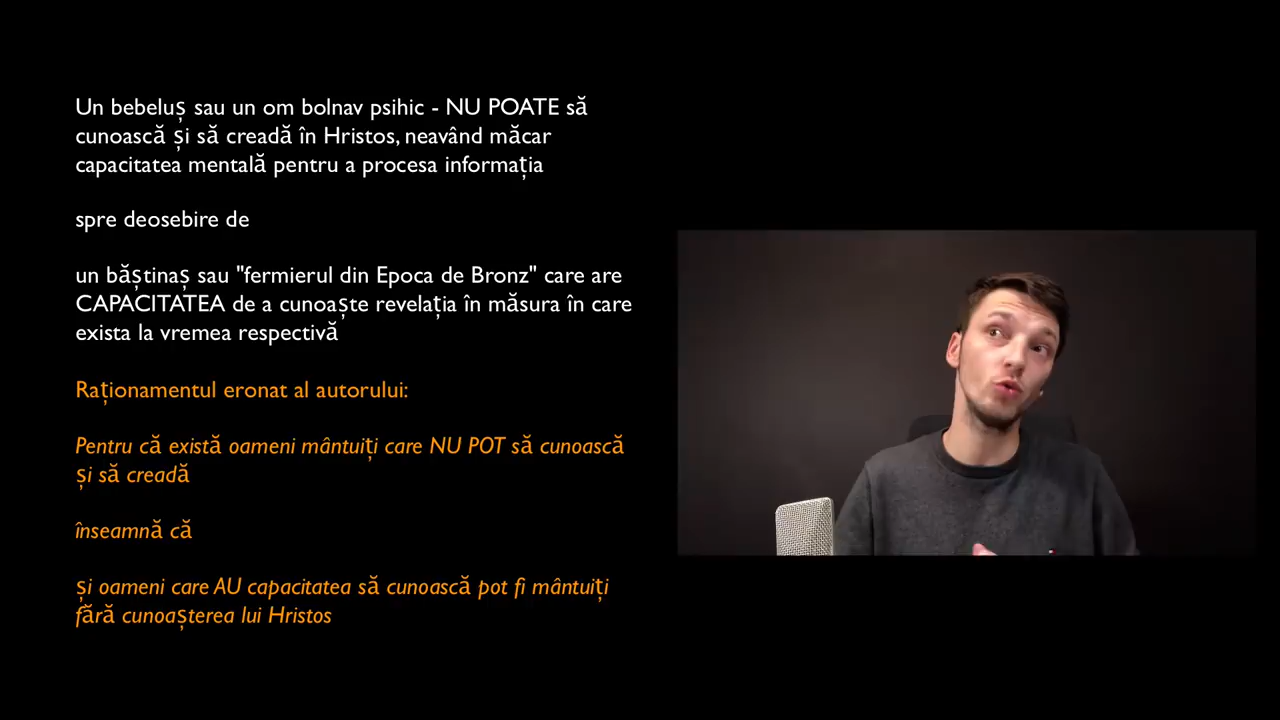 Un bebeluș sau un om bolnav psihic - NU POATE să
cunoască și să creadă în Hristos, neavând măcar
capacitatea mentală pentru a procesa informația
spre deosebire de
un băștinaș sau "fermierul din Epoca de Bronz" care are
CAPACITATEA de a cunoaște revelația în măsura în care
exista la vremea respectivă
Raționamentul eronat al autorului:
Pentru că există oameni mântuiți care NU POT să cunoască
și să creadă
înseamnă că
și oameni care AU capacitatea să cunoască pot fi mântuiți
fără cunoașterea lui Hristos